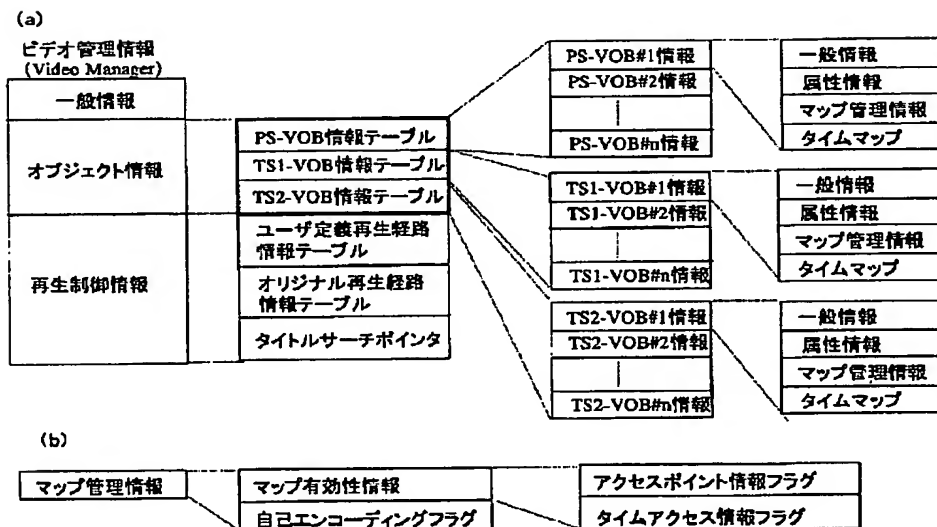 (a)
ビデオ管理情報
(Video Manager)
一般情報
オブジェクト情報
再生制御情報
PS-VOB情報テーブル
TS1-VOB情報テーブル
TS2-VOB情報テーブル
ユーザ定義再生経路
情報テーブル
オリジナル再生経路
情報テーブル
タイトルサーチポインタ
PS-VOB#1情報
PS-VOB#2情報
PS-VOB#n情報
一般情報
属性情報
マップ管理情報
タイムマップ
TS1-VOB#1情報
TS1-VOB#2情報
TS1-VOB#n情報
一般情報
属性情報
マップ管理情報
タイムマップ
TS2-VOB#1情報
TS2-VOB#2情報
TS2-VOB#n情報
一般情報
属性情報
マップ管理情報
タイムマップ
(b)
マップ管理情報
マップ有効性情報
自己エンコーディングフラグ
アクセスポイント情報フラグ
タイムアクセス情報フラグ